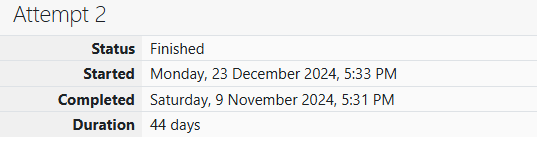 Attempt 2
Status Finished
Started Monday, 23 December 2024, 5:33 PM
Completed Saturday, 9 November 2024, 5:31 PM
Duration 44 days